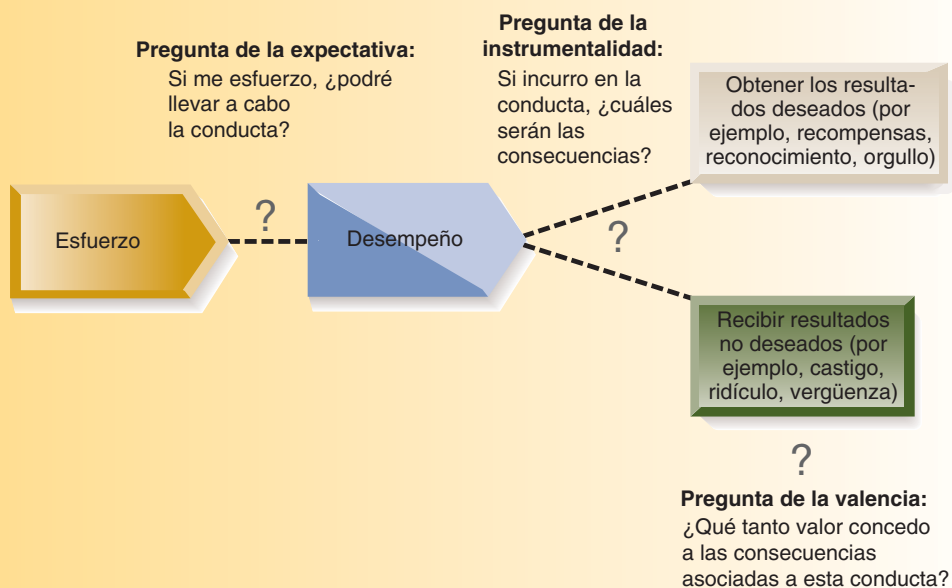 Pregunta de la expectativa:
Si me esfuerzo, ¿podré
llevar a cabo
la conducta?
Pregunta de la
instrumentalidad:
Si incurro en la
conducta, ¿cuáles
serán las
consecuencias?
Obtener los resulta-
dos deseados (por
ejemplo, recompensas,
reconocimiento, orgullo)
Esfuerzo
?
Desempeño
?
Recibir resultados
no deseados (por
ejemplo, castigo,
ridículo, vergüenza)
?
Pregunta de la valencia:
¿Qué tanto valor concedo
a las consecuencias
asociadas a esta conducta?